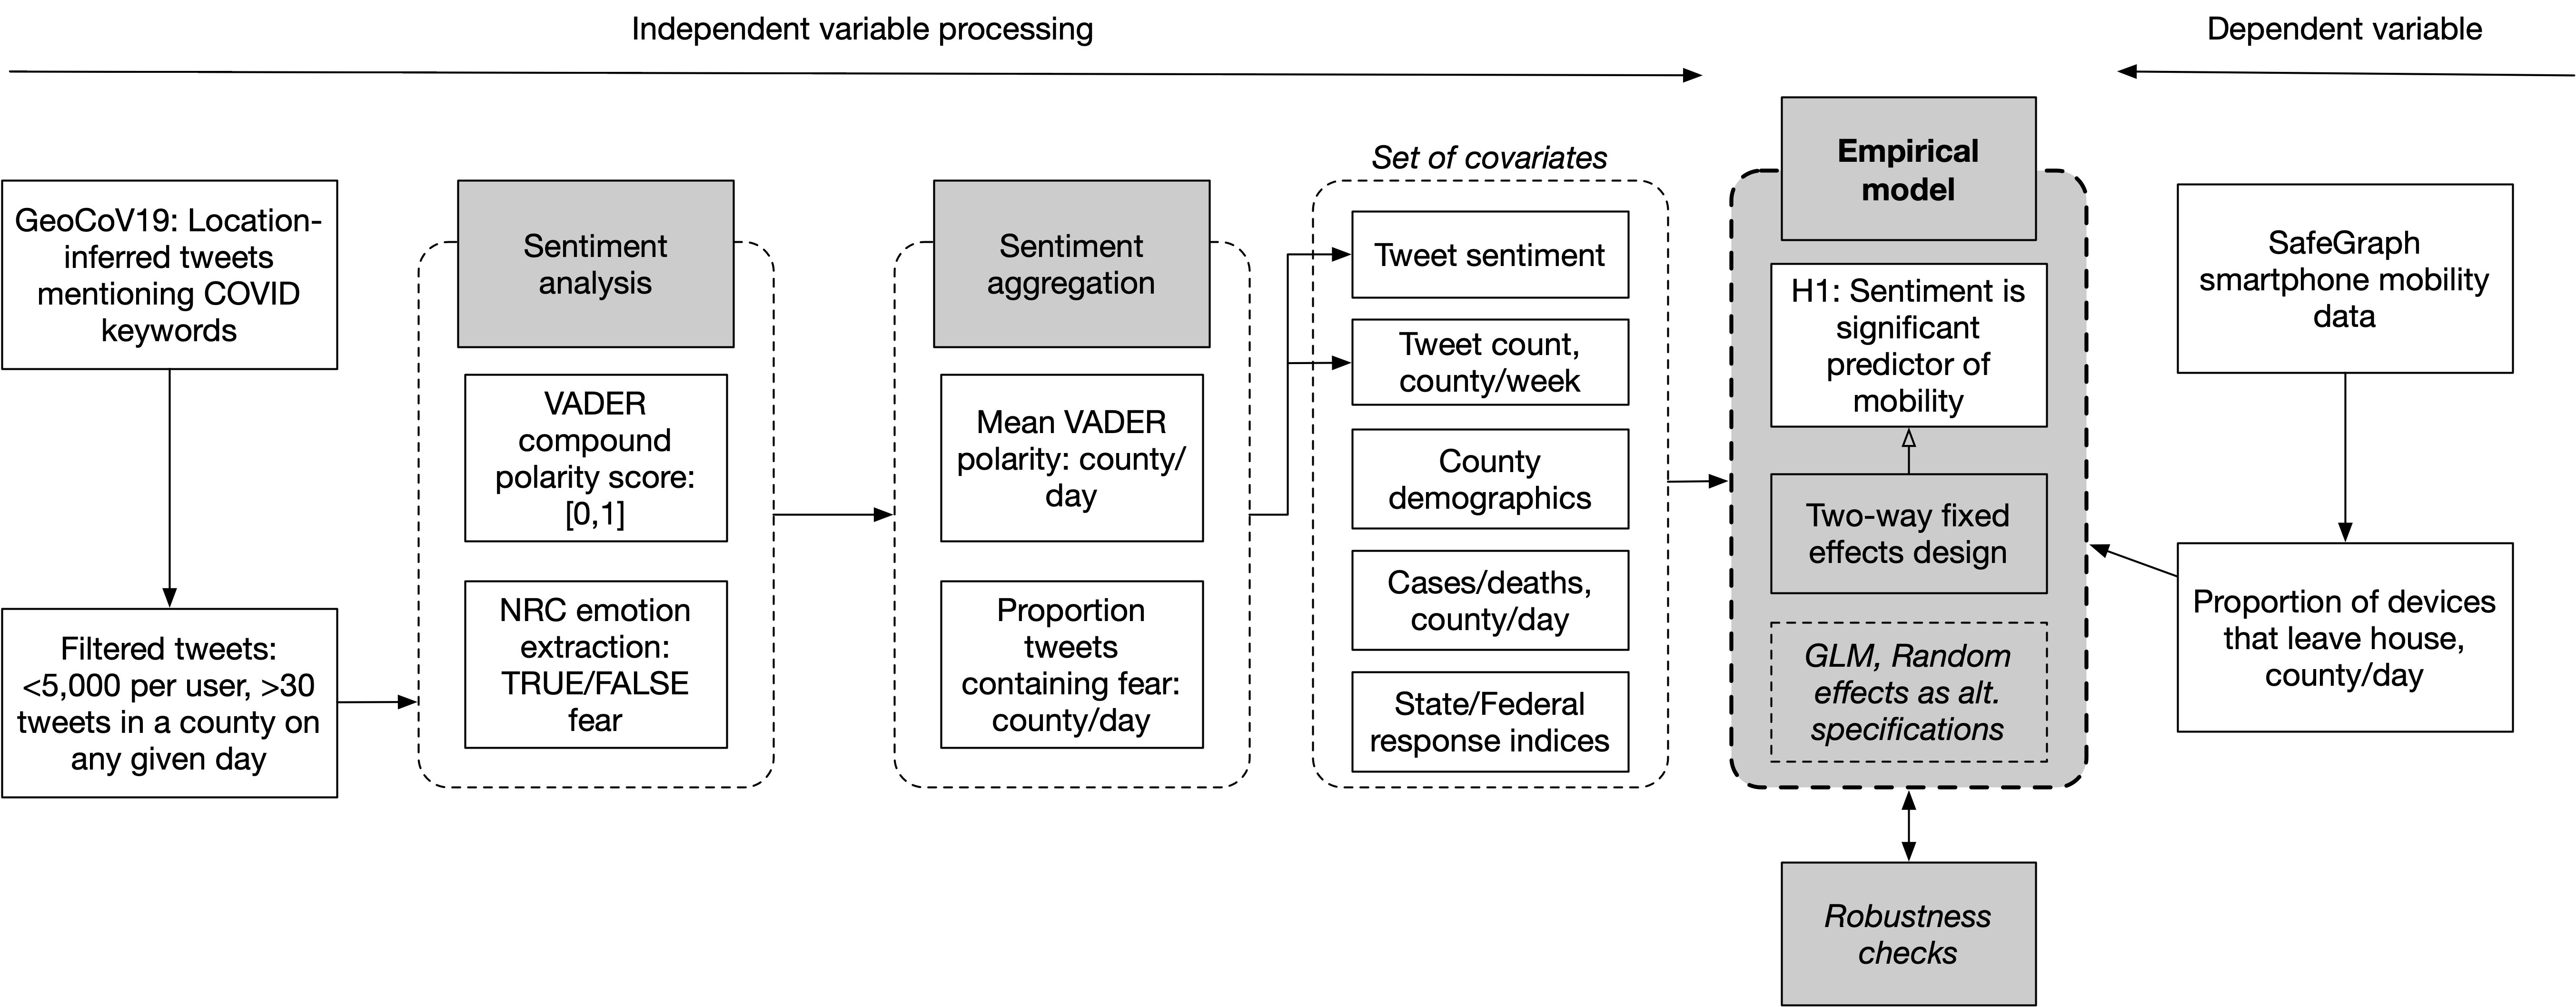 Independent variable processing
Dependent variable
GeoCoV19: Location-
inferred tweets
mentioning COVID
keywords
Filtered tweets:
<5,000 per user, >30
tweets in a county on
any given day
Sentiment
analysis
VADER
compound
polarity score:
[0,1]
NRC emotion
extraction:
TRUE/FALSE
fear
Sentiment
aggregation
Mean VADER
polarity: county/
day
Proportion
tweets
containing fear:
county/day
Set of covariates
Tweet sentiment
Tweet count,
county/week
County
demographics
Cases/deaths,
county/day
State/Federal
response indices
Empirical
model
H1: Sentiment is
significant
predictor of
mobility
Two-way fixed
effects design
GLM, Random
effects as alt.
specifications
Robustness
checks
SafeGraph
smartphone mobility
data
Proportion of devices
that leave house,
county/day